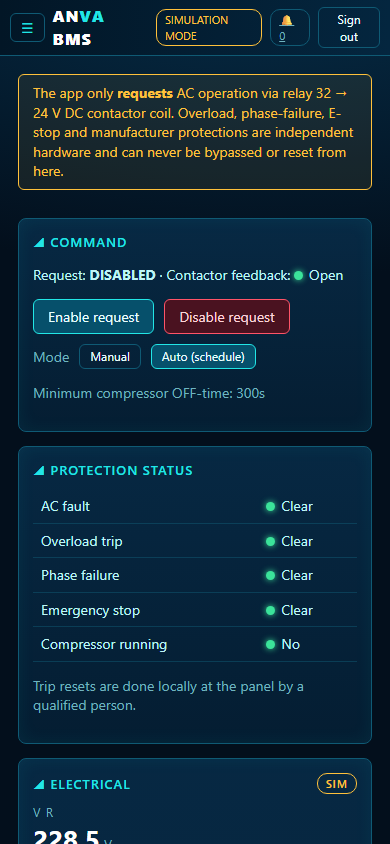 ☰
ANVA
BMS
SIMULATION
MODE
🔔
0
Sign
out
The app only requests AC operation via relay 32 →
24 V DC contactor coil. Overload, phase-failure, E-
stop and manufacturer protections are independent
hardware and can never be bypassed or reset from
here.
COMMAND
Request: DISABLED · Contactor feedback: Open
Enable request Disable request
Mode Manual Auto (schedule)
Minimum compressor OFF-time: 300s
PROTECTION STATUS
AC fault Clear
Overload trip Clear
Phase failure Clear
Emergency stop Clear
Compressor running No
Trip resets are done locally at the panel by a
qualified person.
ELECTRICAL SIM
V R
228.5 V